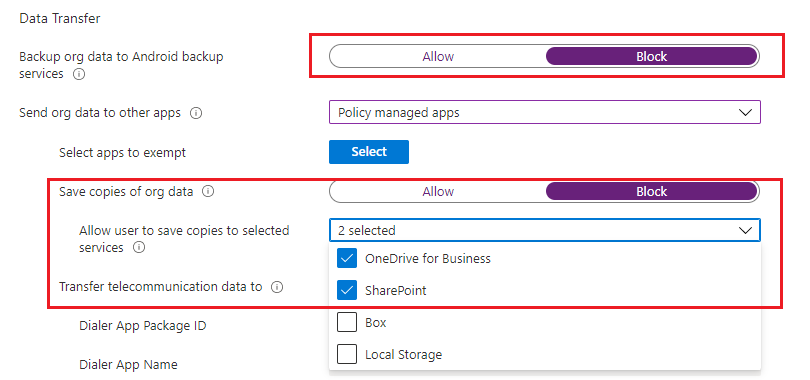 Data Transfer
Backup org data to Android backup
services
Allow
Block
Send org data to other apps
Policy managed apps
Select apps to exempt
Select
Save copies of org data
Allow
Block
Allow user to save copies to selected
services
2 selected
OneDrive for Business
Transfer telecommunication data to
SharePoint
Dialer App Package ID
Box
Local Storage
Dialer App Name